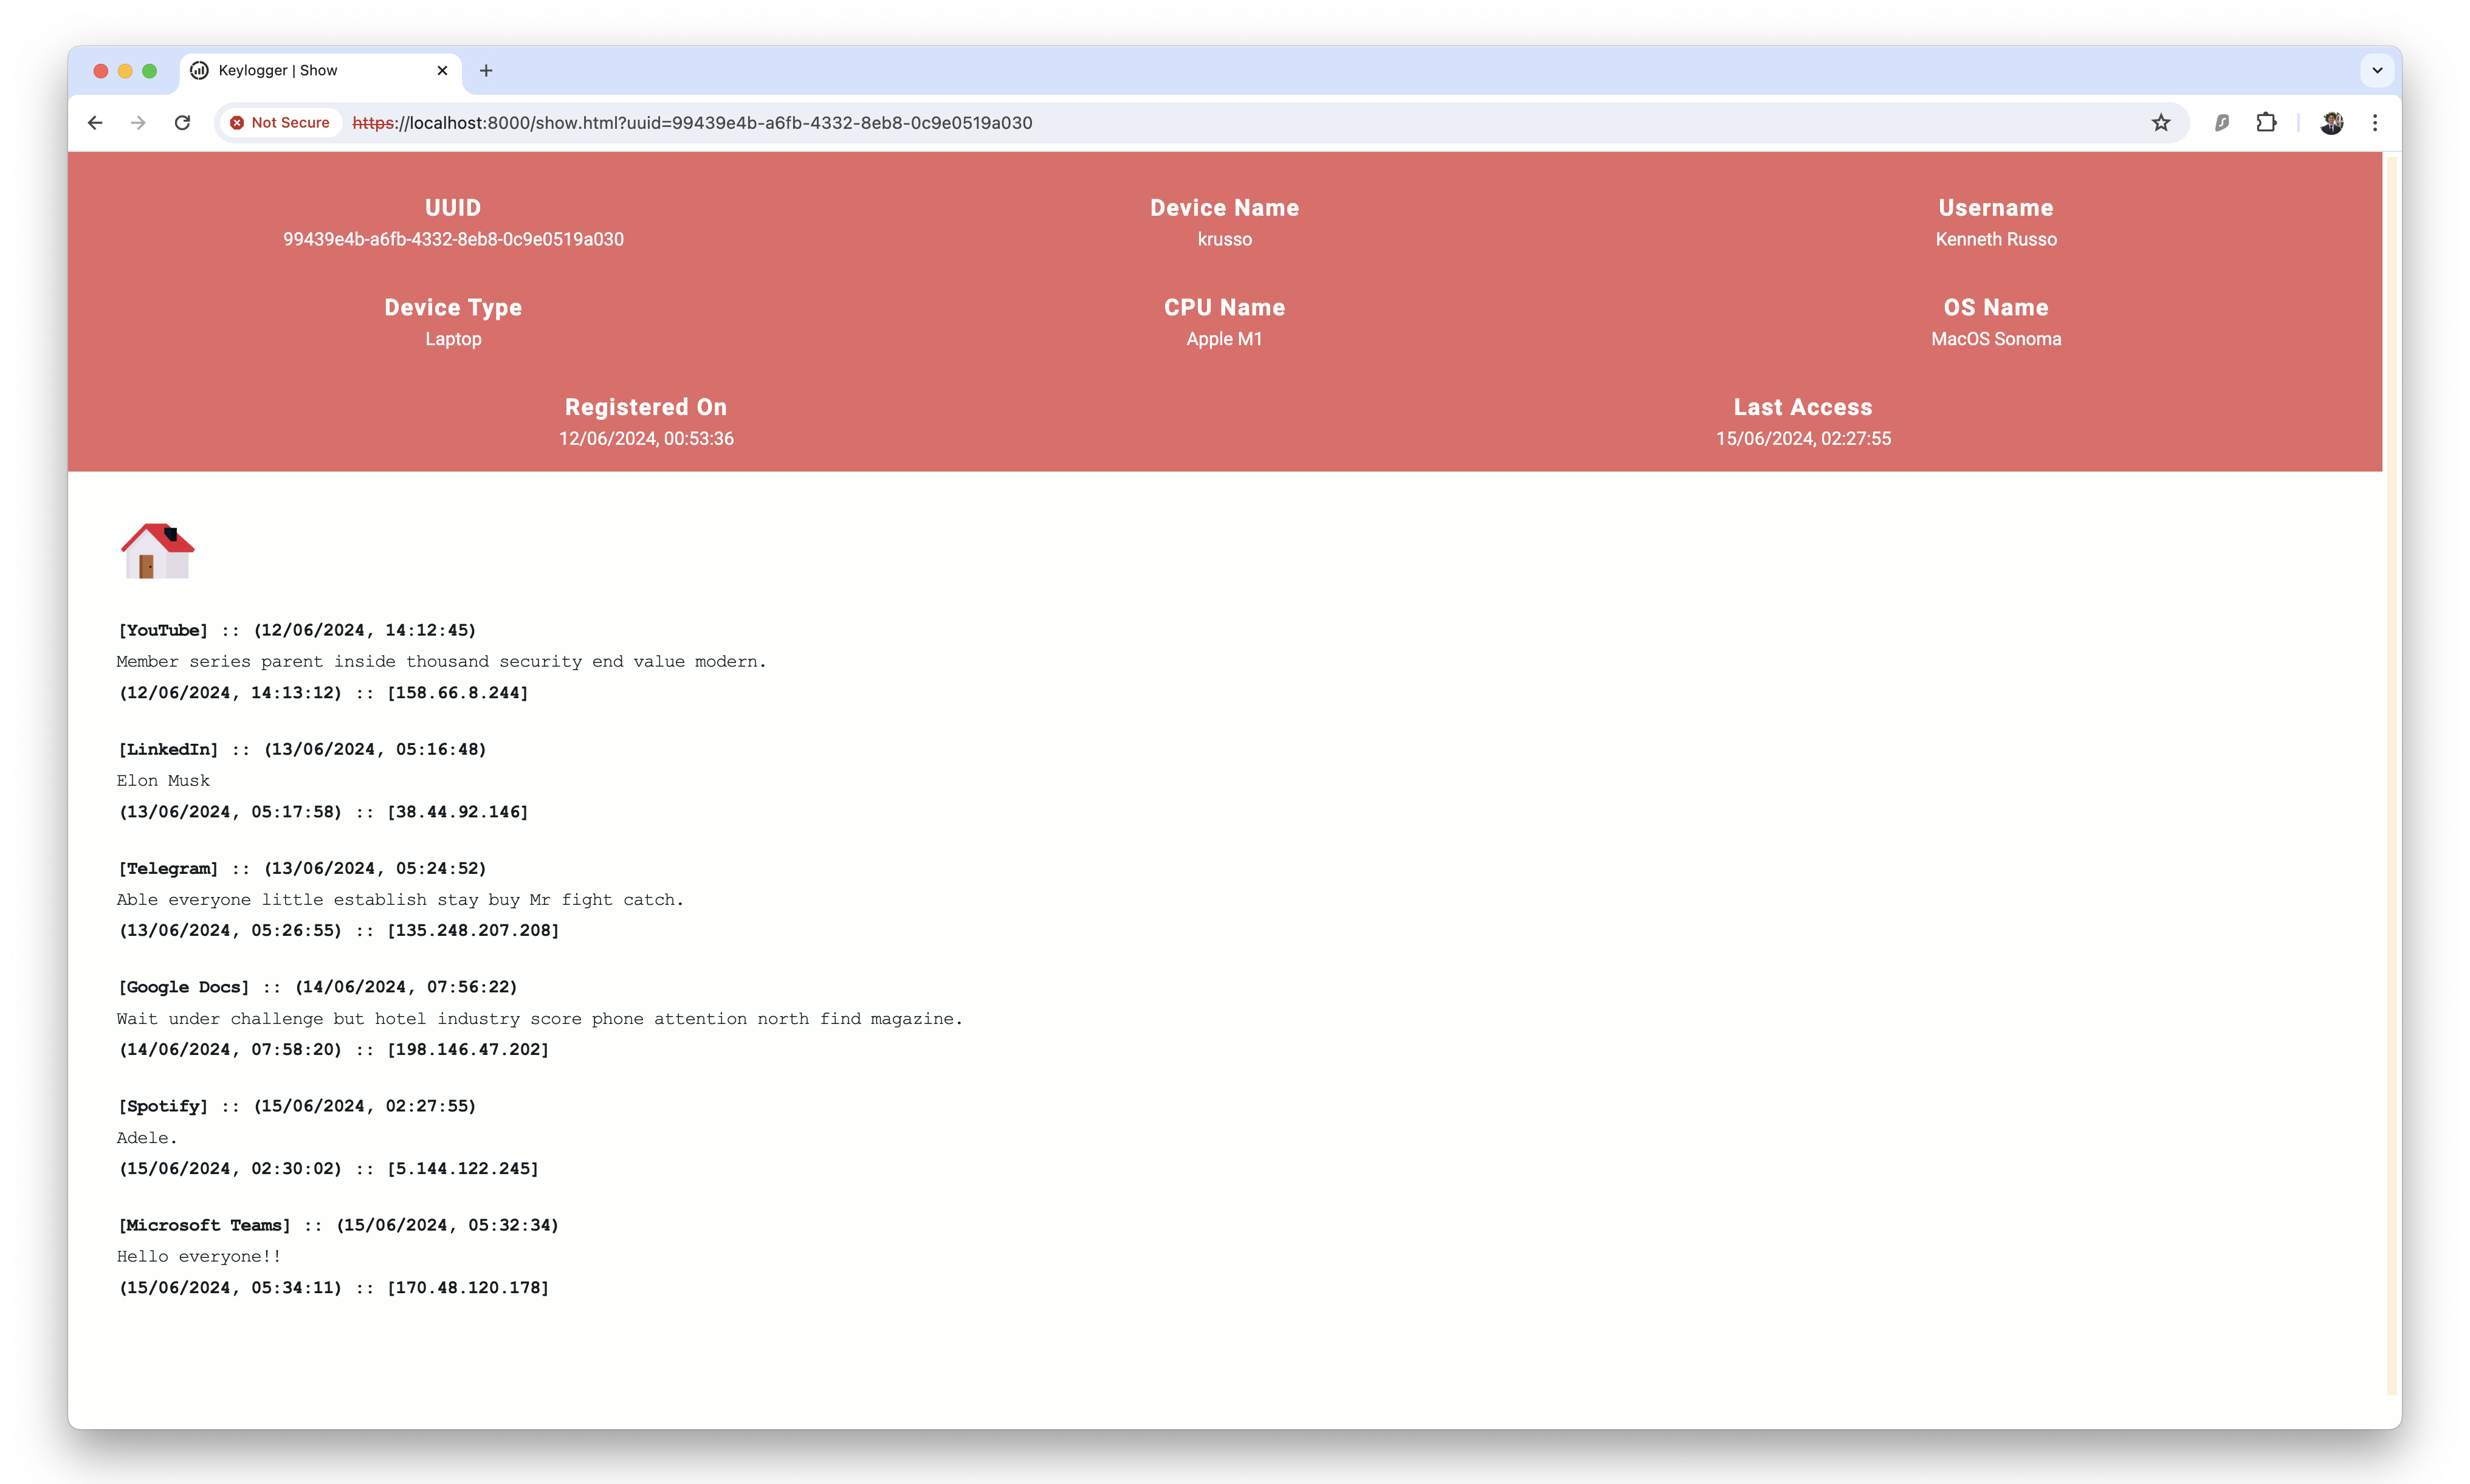 Keylogger | Show
Not Secure https://localhost:8000/show.html?uuid=99439e4b-a6fb-4332-8eb8-0c9e0519a030
UUID Device Name Username
99439e4b-a6fb-4332-8eb8-0c9e0519a030 krusso Kenneth Russo
Device Type CPU Name OS Name
Laptop Apple M1 MacOS Sonoma
Registered On Last Access
12/06/2024, 00:53:36 15/06/2024, 02:27:55
[YouTube] :: (12/06/2024, 14:12:45)
Member series parent inside thousand security end value modern.
(12/06/2024, 14:13:12) :: [158.66.8.244]
[LinkedIn] :: (13/06/2024, 05:16:48)
Elon Musk
(13/06/2024, 05:17:58) :: [38.44.92.146]
[Telegram] :: (13/06/2024, 05:24:52)
Able everyone little establish stay buy Mr fight catch.
(13/06/2024, 05:26:55) :: [135.248.207.208]
[Google Docs] :: (14/06/2024, 07:56:22)
Wait under challenge but hotel industry score phone attention north find magazine.
(14/06/2024, 07:58:20) :: [198.146.47.202]
[Spotify] :: (15/06/2024, 02:27:55)
Adele.
(15/06/2024, 02:30:02) :: [5.144.122.245]
[Microsoft Teams] :: (15/06/2024, 05:32:34)
Hello everyone!!
(15/06/2024, 05:34:11) :: [170.48.120.178]